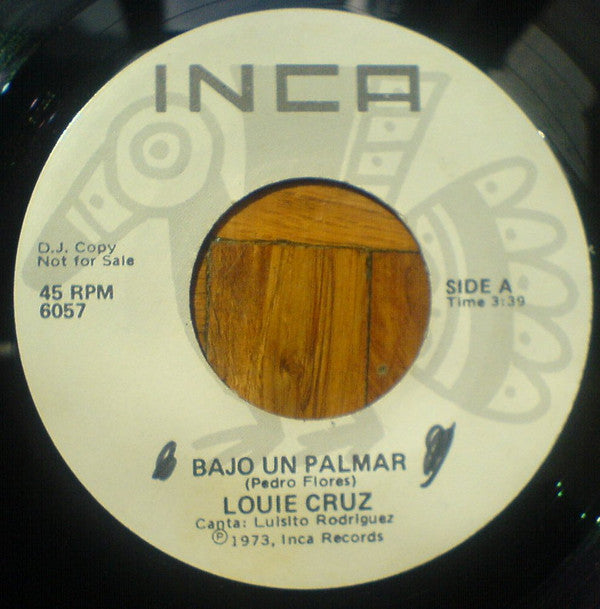 INCA
D.J. Copy
Not for Sale
45 RPM
6057
SIDE A
Time 3:39
BAJO UN PALMAR
(Pedro Flores)
LOUIE CRUZ
Canta: Luisito Rodriguez
Ⓟ1973, Inca Records